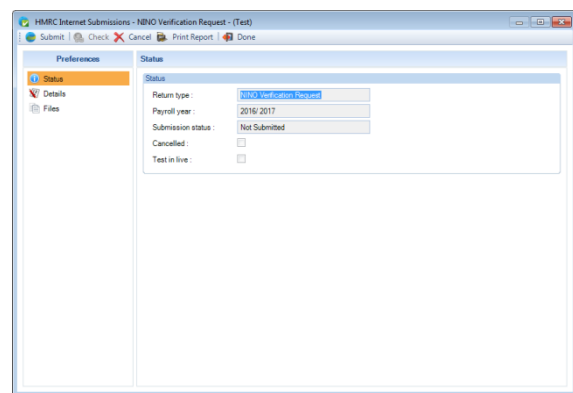 HMRC Internet Submissions - NINO Verification Request - (Test)
Submit Check Cancel Print Report Done
Preferences
Status
Details
Files
Status
Status
Return type : NINO Verification Request
Payroll year : 2016/ 2017
Submission status : Not Submitted
Cancelled :
Test in live :